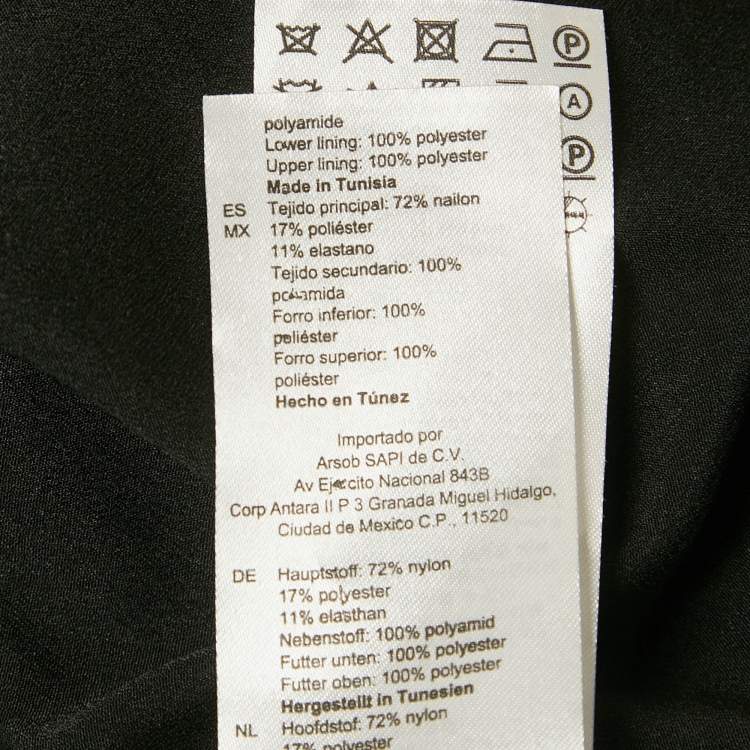 P
A
P
polyamide
Lower lining: 100% polyester
Upper lining: 100% polyester
Made in Tunisia
ES Tejido principal: 72% nailon
MX 17% poliéster
11% elastano
Tejido secundario: 100%
poliamida
Forro inferior: 100%
poliéster
Forro superior: 100%
poliéster
Hecho en Túnez
Importado por
Arsob SAPI de C.V.
Av Ejército Nacional 843B
Corp Antara II P 3 Granada Miguel Hidalgo,
Ciudad de Mexico C.P., 11520
DE Hauptstoff: 72% nylon
17% polyester
11% elasthan
Nebenstoff: 100% polyamid
Futter unten: 100% polyester
Futter oben: 100% polyester
Hergestellt in Tunesien
NL Hoofdstof: 72% nylon
17% polyester